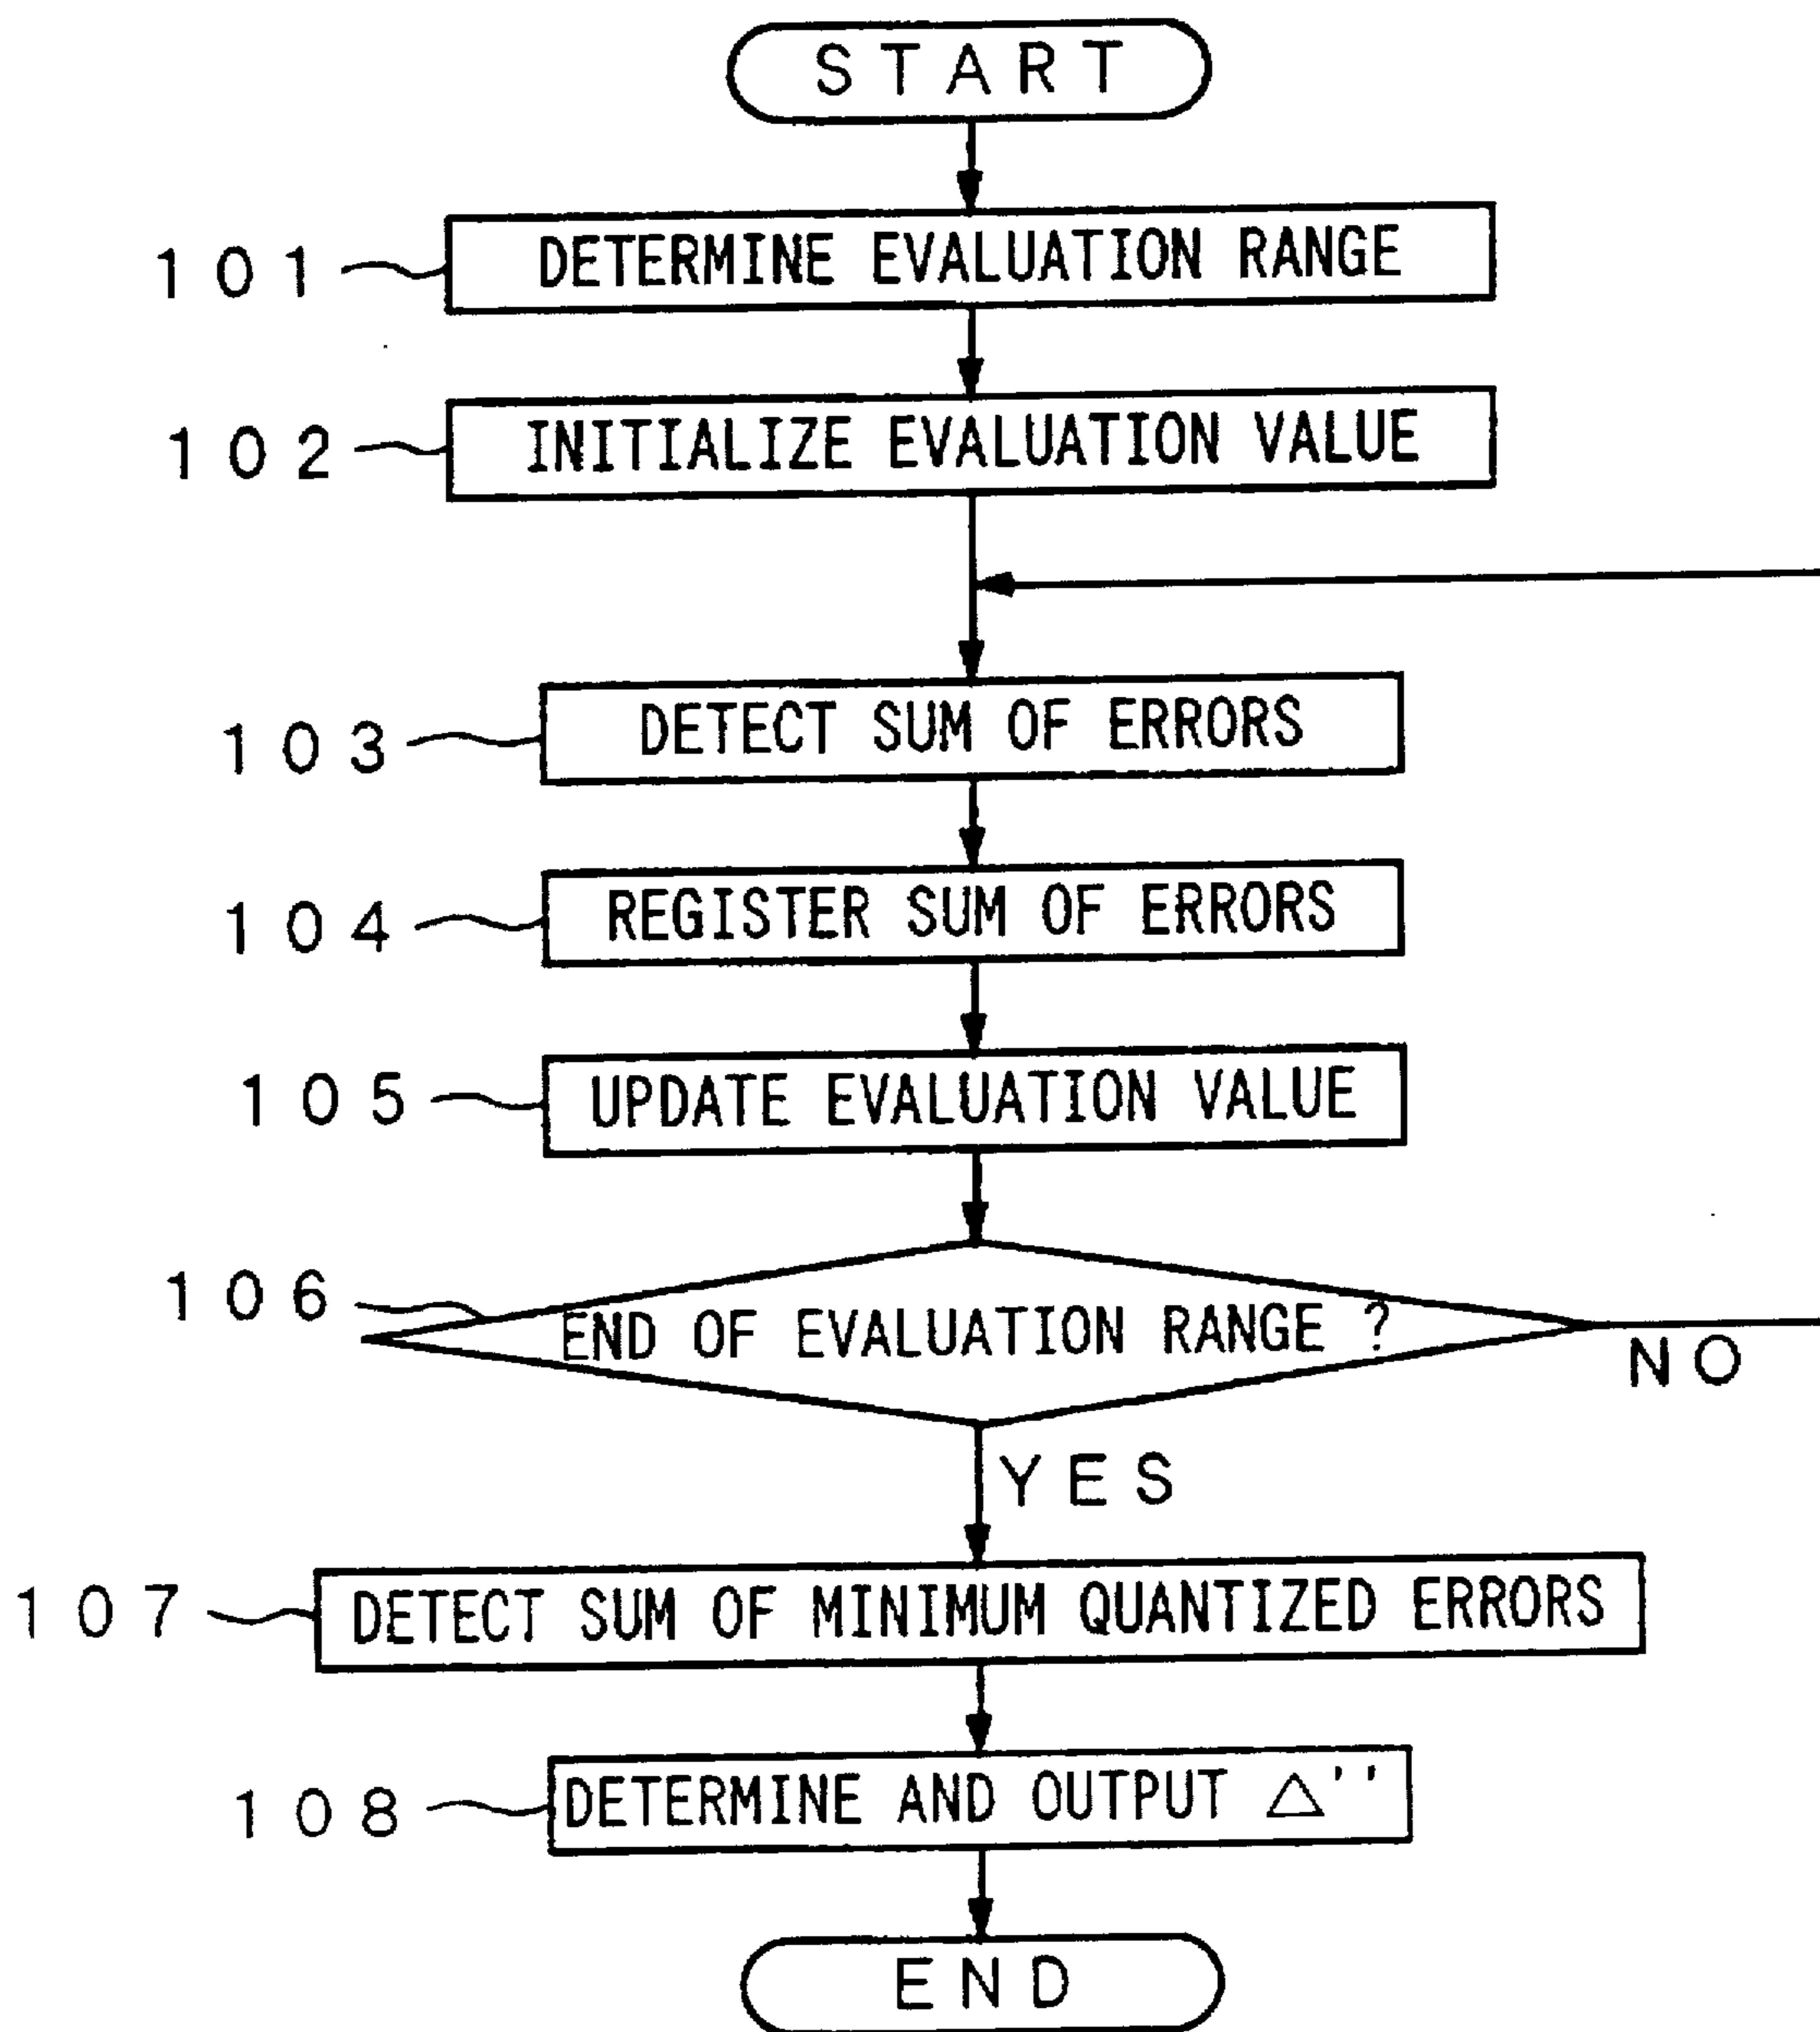 START
101 DETERMINE EVALUATION RANGE
102 INITIALIZE EVALUATION VALUE
103 DETECT SUM OF ERRORS
104 REGISTER SUM OF ERRORS
105 UPDATE EVALUATION VALUE
106 END OF EVALUATION RANGE ?
NO
YES
107 DETECT SUM OF MINIMUM QUANTIZED ERRORS
108 DETERMINE AND OUTPUT △''
END